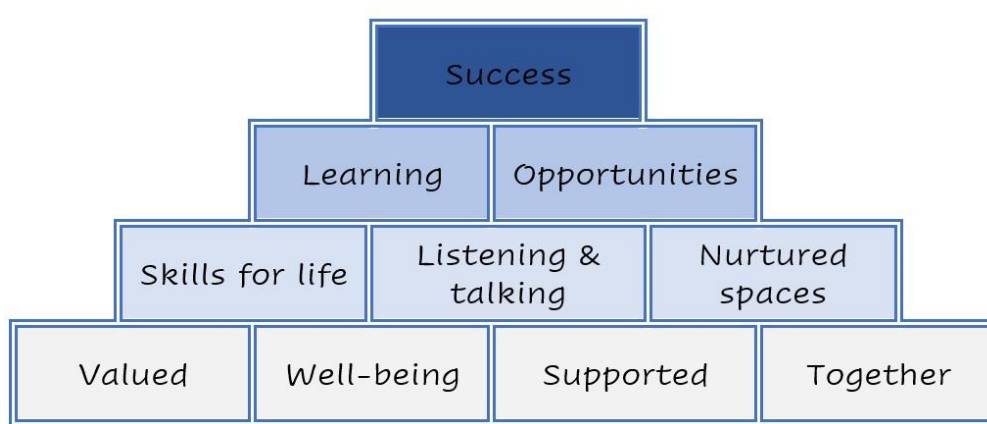 Success
Learning
Opportunities
Skills for life
Listening &
talking
Nurtured
spaces
Valued
Well-being
Supported
Together